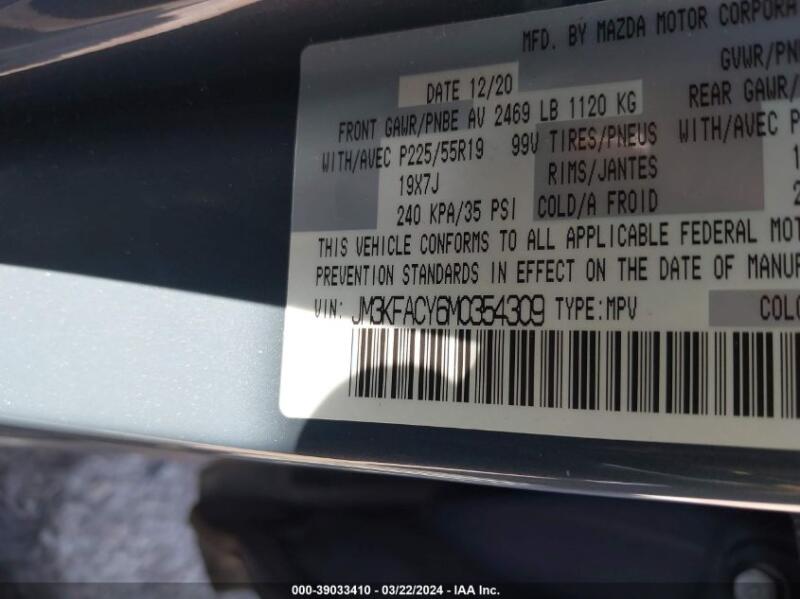 MFD. BY MAZDA MOTOR CORPORA
DATE 12/20 GVWR/PNB
FRONT GAWR/PNBE AV 2469 LB 1120 KG REAR GAWR/
WITH/AVEC P225/55R19 99V TIRES/PNEUS WITH/AVEC P
19X7J RIMS/JANTES
240 KPA/35 PSI COLD/A FROID
THIS VEHICLE CONFORMS TO ALL APPLICABLE FEDERAL MOT
PREVENTION STANDARDS IN EFFECT ON THE DATE OF MANUF
VIN: JM3KFACY6M0354309 TYPE:MPV COLO
000-39033410 - 03/22/2024 - IAA Inc.